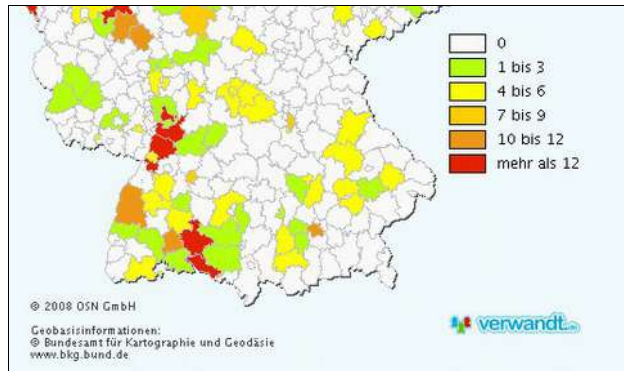 0
1 bis 3
4 bis 6
7 bis 9
10 bis 12
mehr als 12
© 2008 OSN GmbH
Geobasisinformationen:
© Bundesamt für Kartographie und Geodäsie
www.bkg.bund.de
verwandt.de